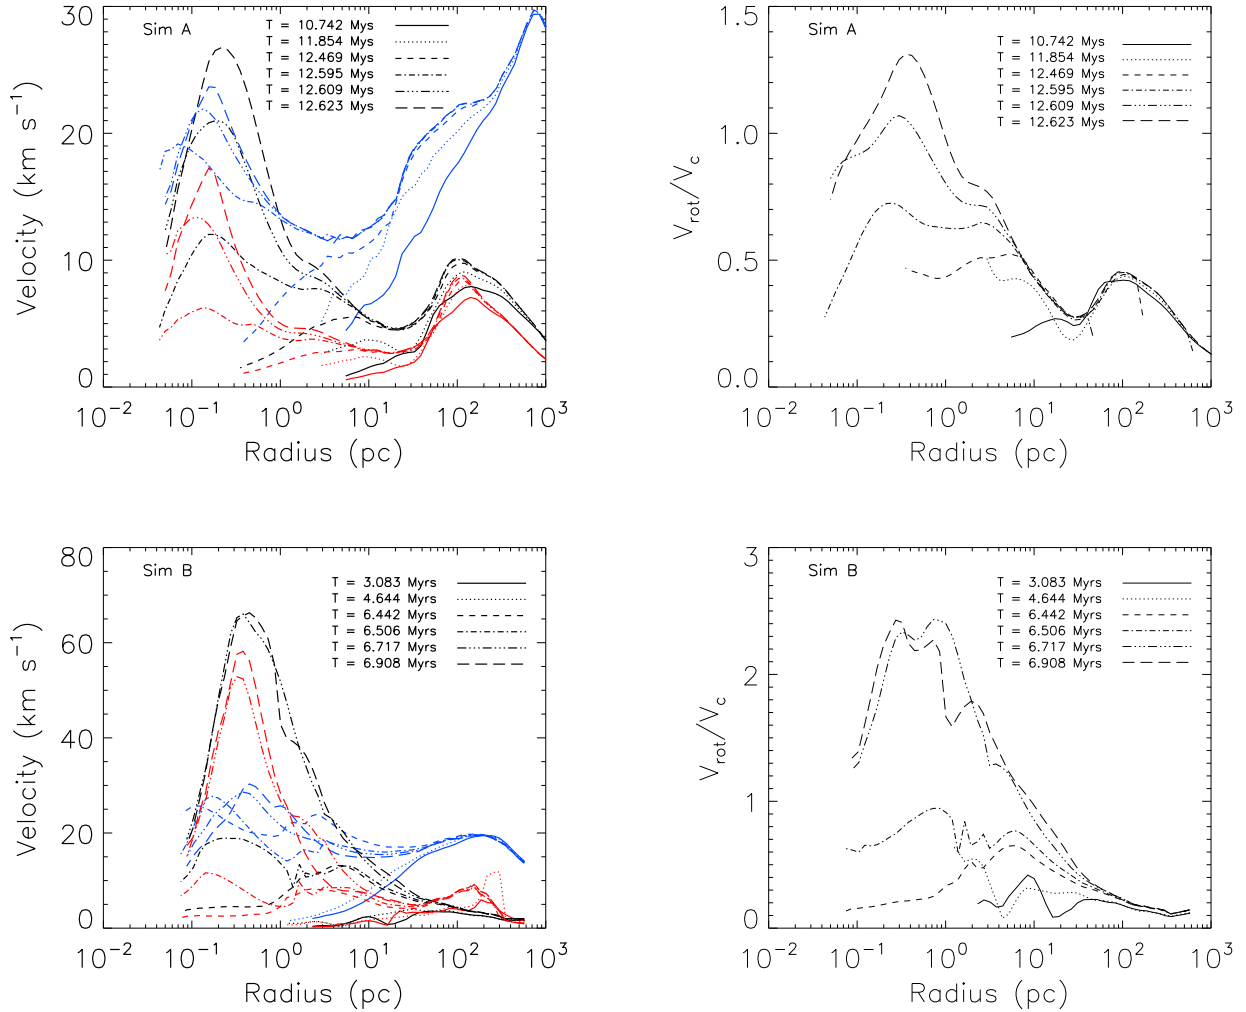 Sim A
T = 10.742 Mys
T = 11.854 Mys
T = 12.469 Mys
T = 12.595 Mys
T = 12.609 Mys
T = 12.623 Mys
30
20
10
0
Velocity (km s⁻¹)
10⁻² 10⁻¹ 10⁰ 10¹ 10² 10³
Radius (pc)
Sim A
T = 10.742 Mys
T = 11.854 Mys
T = 12.469 Mys
T = 12.595 Mys
T = 12.609 Mys
T = 12.623 Mys
1.5
1.0
0.5
0.0
V_rot/V_c
10⁻² 10⁻¹ 10⁰ 10¹ 10² 10³
Radius (pc)
Sim B
T = 3.083 Myrs
T = 4.644 Myrs
T = 6.442 Myrs
T = 6.506 Myrs
T = 6.717 Myrs
T = 6.908 Myrs
80
60
40
20
0
Velocity (km s⁻¹)
10⁻² 10⁻¹ 10⁰ 10¹ 10² 10³
Radius (pc)
Sim B
T = 3.083 Myrs
T = 4.644 Myrs
T = 6.442 Myrs
T = 6.506 Myrs
T = 6.717 Myrs
T = 6.908 Myrs
3
2
1
0
V_rot/V_c
10⁻² 10⁻¹ 10⁰ 10¹ 10² 10³
Radius (pc)